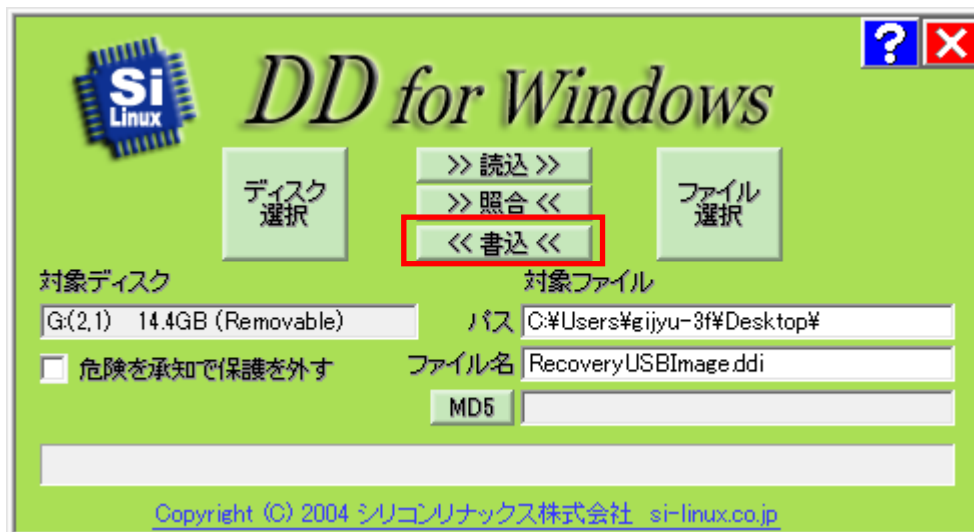 Si
Linux
DD for Windows
?
ディスク
選択
>> 読込 >>
>> 照合 <<
<< 書込 <<
ファイル
選択
対象ディスク
対象ファイル
G:(2,1) 14.4GB (Removable)
パス C:¥Users¥gijyu-3f¥Desktop¥
危険を承知で保護を外す
ファイル名 RecoveryUSBImage.ddi
MD5
Copyright (C) 2004 シリコンリナックス株式会社 si-linux.co.jp